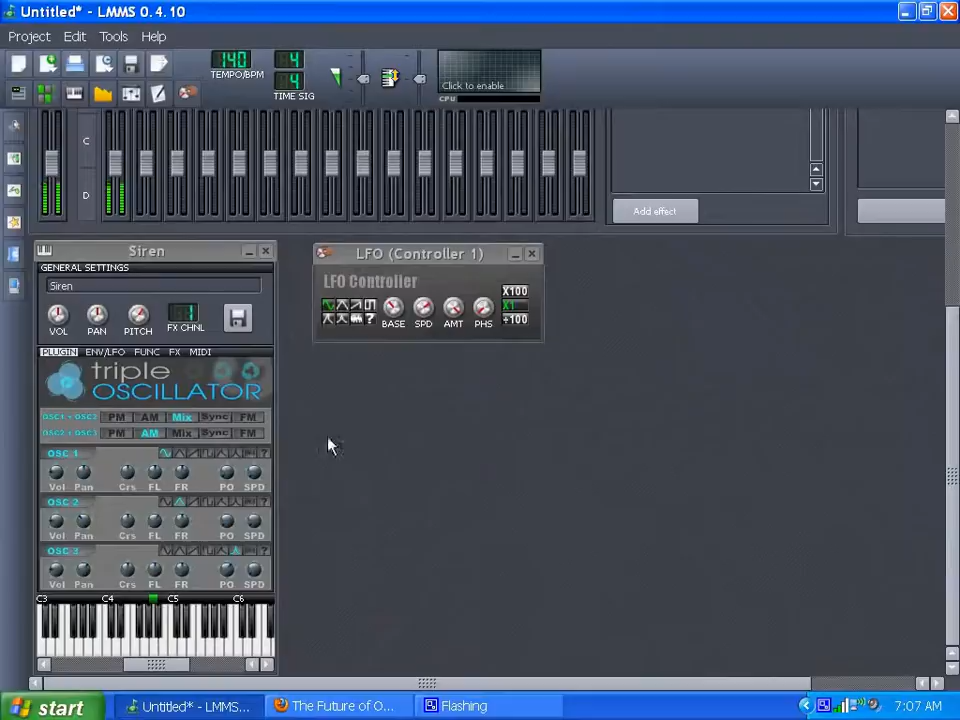 Untitled* - LMMS 0.4.10
Project Edit Tools Help
140
TEMPO/BPM
4
4
TIME SIG
Click to enable
CPU
C
D
Add effect
Siren
GENERAL SETTINGS
Siren
VOL PAN PITCH FX CHNL
1
PLUGIN ENV/LFO FUNC FX MIDI
triple
OSCILLATOR
OSC1 + OSC2 PM AM Mix Sync FM
OSC2 + OSC3 PM AM Mix Sync FM
OSC 1
Vol Pan Crs FL FR PO SPD
OSC 2
Vol Pan Crs FL FR PO SPD
OSC 3
Vol Pan Crs FL FR PO SPD
C3 C4 C5 C6
LFO (Controller 1)
LFO Controller
BASE SPD AMT PHS
X100
X1
÷100
start
Untitled* - LMMS...
The Future of O...
Flashing
7:07 AM